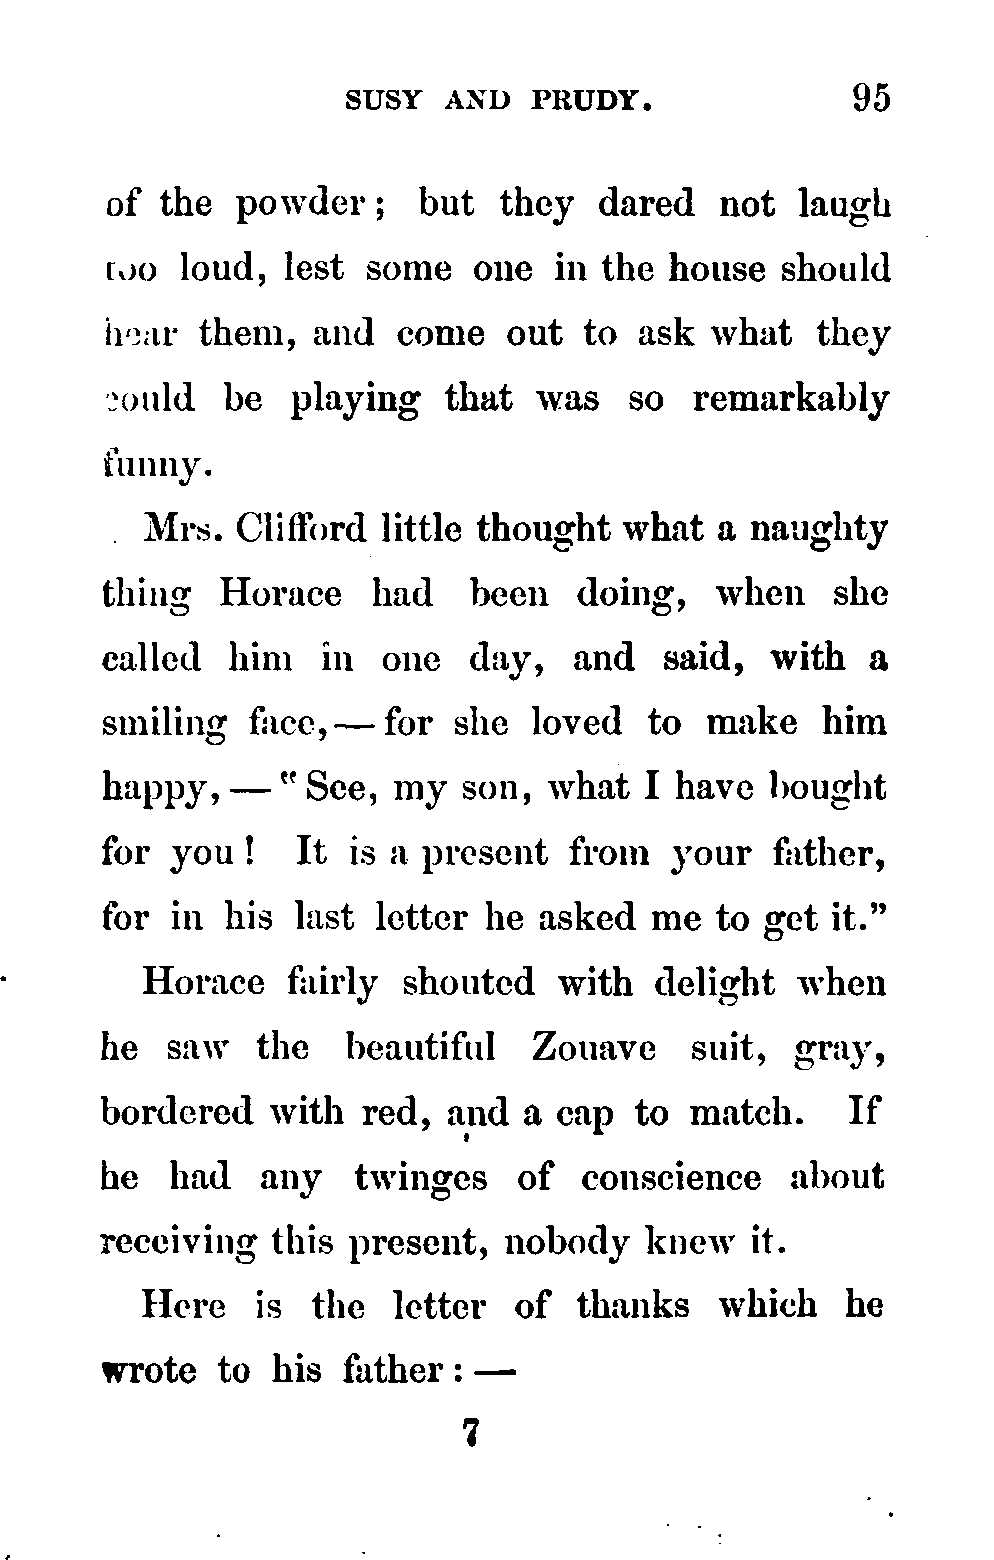 SUSY AND PRUDY. 95
of the powder; but they dared not laugh
too loud, lest some one in the house should
hear them, and come out to ask what they
could be playing that was so remarkably
funny.
Mrs. Clifford little thought what a naughty
thing Horace had been doing, when she
called him in one day, and said, with a
smiling face,— for she loved to make him
happy, — "See, my son, what I have bought
for you! It is a present from your father,
for in his last letter he asked me to get it."
Horace fairly shouted with delight when
he saw the beautiful Zouave suit, gray,
bordered with red, and a cap to match. If
he had any twinges of conscience about
receiving this present, nobody knew it.
Here is the letter of thanks which he
wrote to his father: —
7